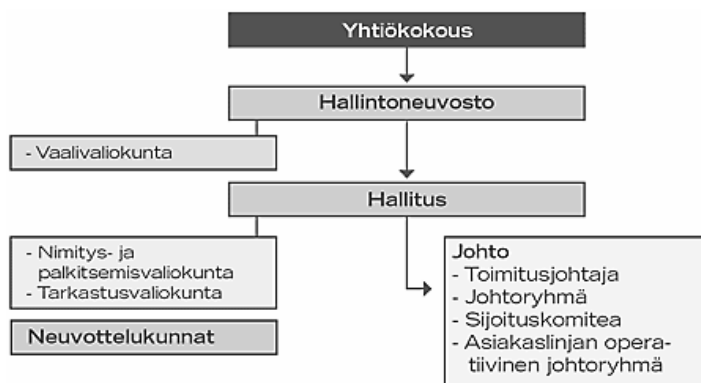 Yhtiökokous
Hallintoneuvosto
- Vaalivaliokunta
Hallitus
- Nimitys- ja
palkitsemisvaliokunta
- Tarkastusvaliokunta
Neuvottelukunnat
Johto
- Toimitusjohtaja
- Johtoryhmä
- Sijoituskomitea
- Asiakaslinjan opera-
tiivinen johtoryhmä